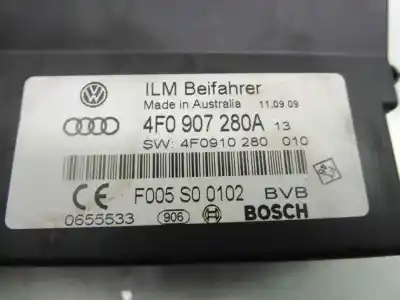 ILM Beifahrer
Made in Australia 11.09.09
4F0 907 280A 13
SW: 4F0910 280 010
F005 S0 0102 BVB
0655533 906 BOSCH